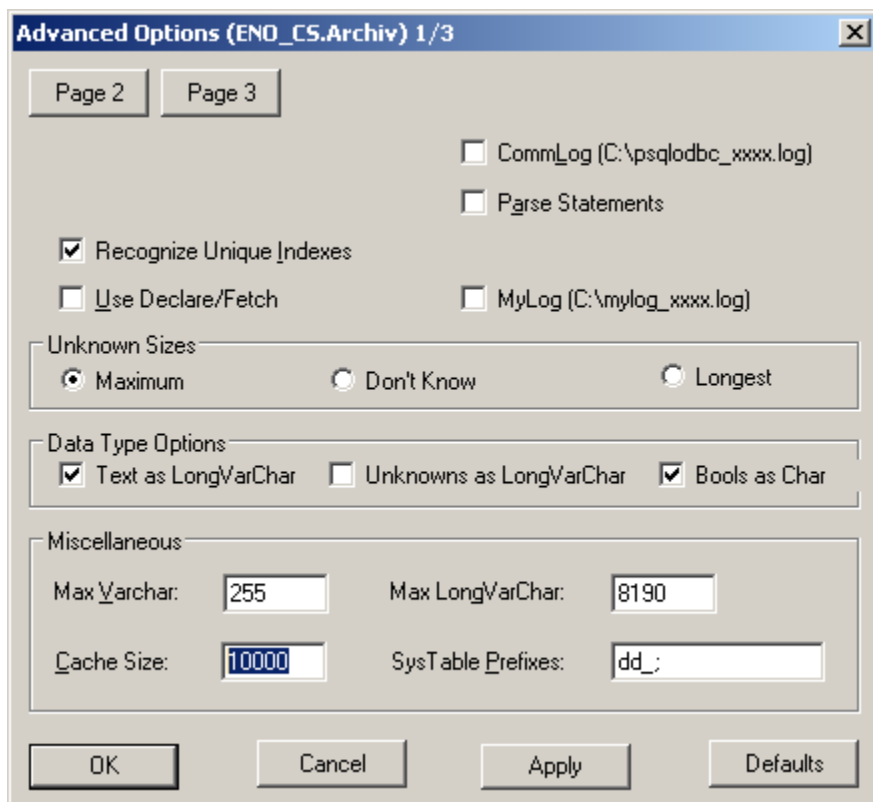 Advanced Options (ENO_CS.Archiv) 1/3
Page 2 Page 3
CommLog (C:\psqlodbc_xxxx.log)
Parse Statements
Recognize Unique Indexes
Use Declare/Fetch MyLog (C:\mylog_xxxx.log)
Unknown Sizes
Maximum Don't Know Longest
Data Type Options
Text as LongVarChar Unknowns as LongVarChar Bools as Char
Miscellaneous
Max Varchar: 255 Max LongVarChar: 8190
Cache Size: 10000 SysTable Prefixes: dd_;
OK Cancel Apply Defaults